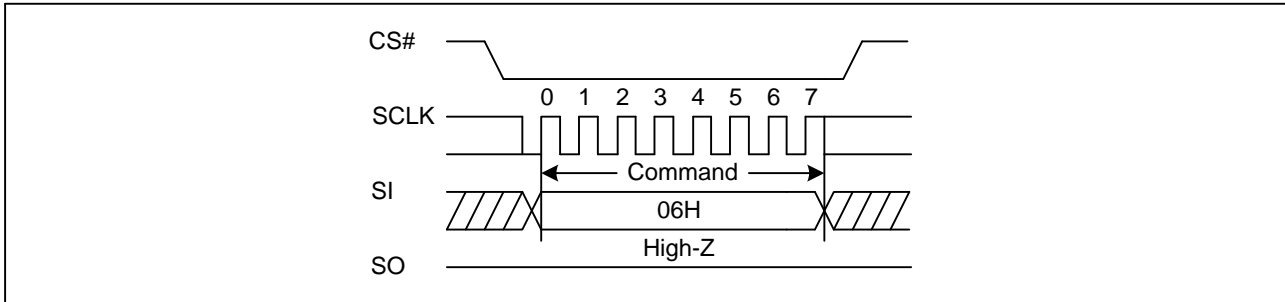 CS#
0 1 2 3 4 5 6 7
SCLK
Command
SI
06H
High-Z
SO